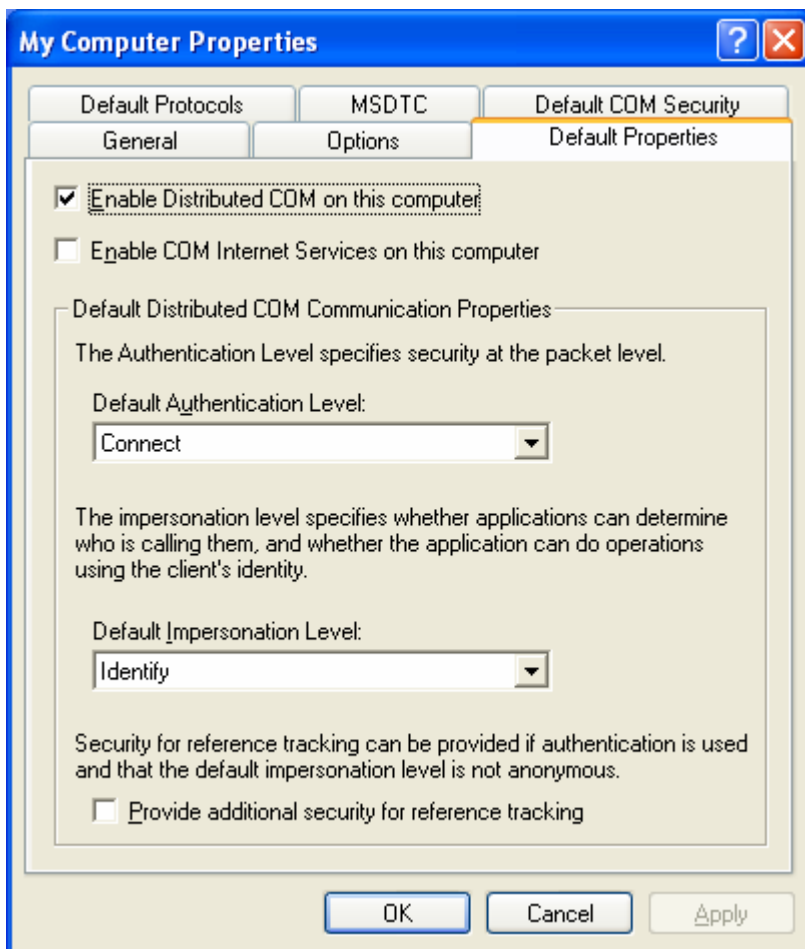 My Computer Properties
Default Protocols MSDTC Default COM Security
General Options Default Properties
Enable Distributed COM on this computer
Enable COM Internet Services on this computer
Default Distributed COM Communication Properties
The Authentication Level specifies security at the packet level.
Default Authentication Level:
Connect
The impersonation level specifies whether applications can determine
who is calling them, and whether the application can do operations
using the client's identity.
Default Impersonation Level:
Identify
Security for reference tracking can be provided if authentication is used
and that the default impersonation level is not anonymous.
Provide additional security for reference tracking
OK Cancel Apply